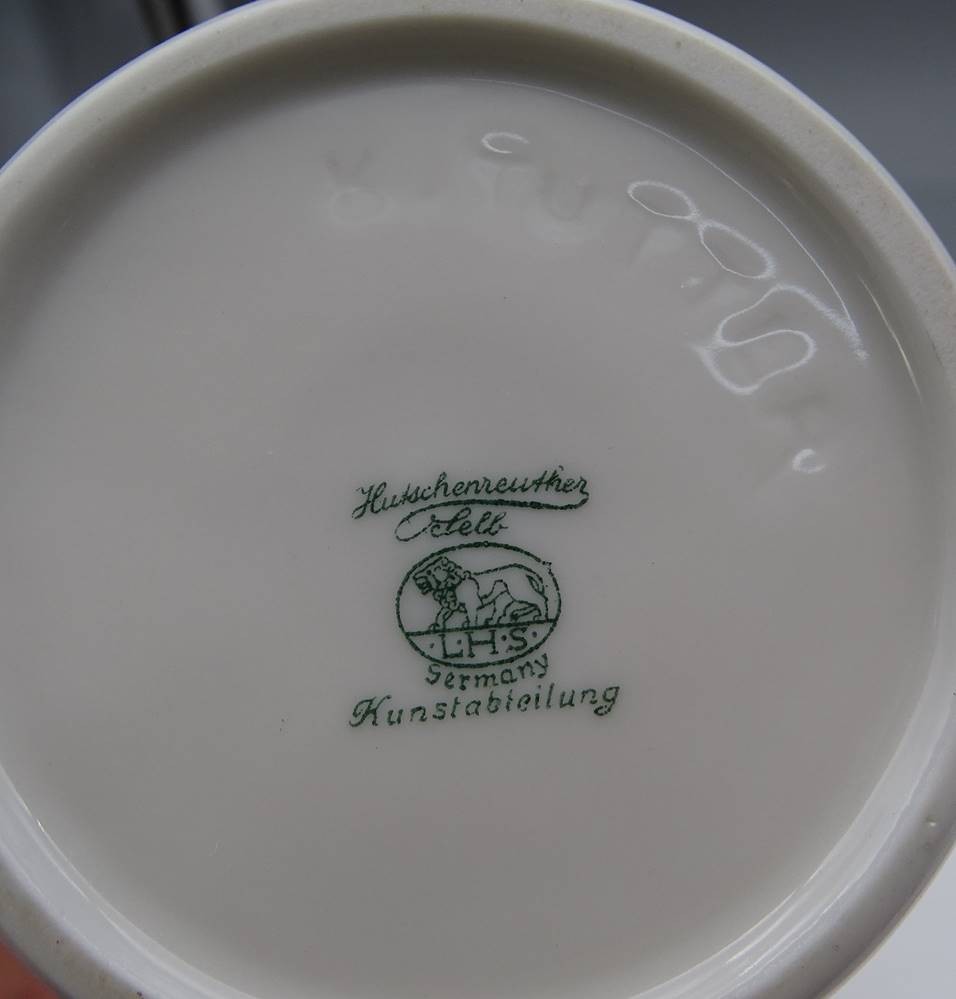 Hutschenreuther
Selb
· L · H · S ·
Germany
Kunstabteilung